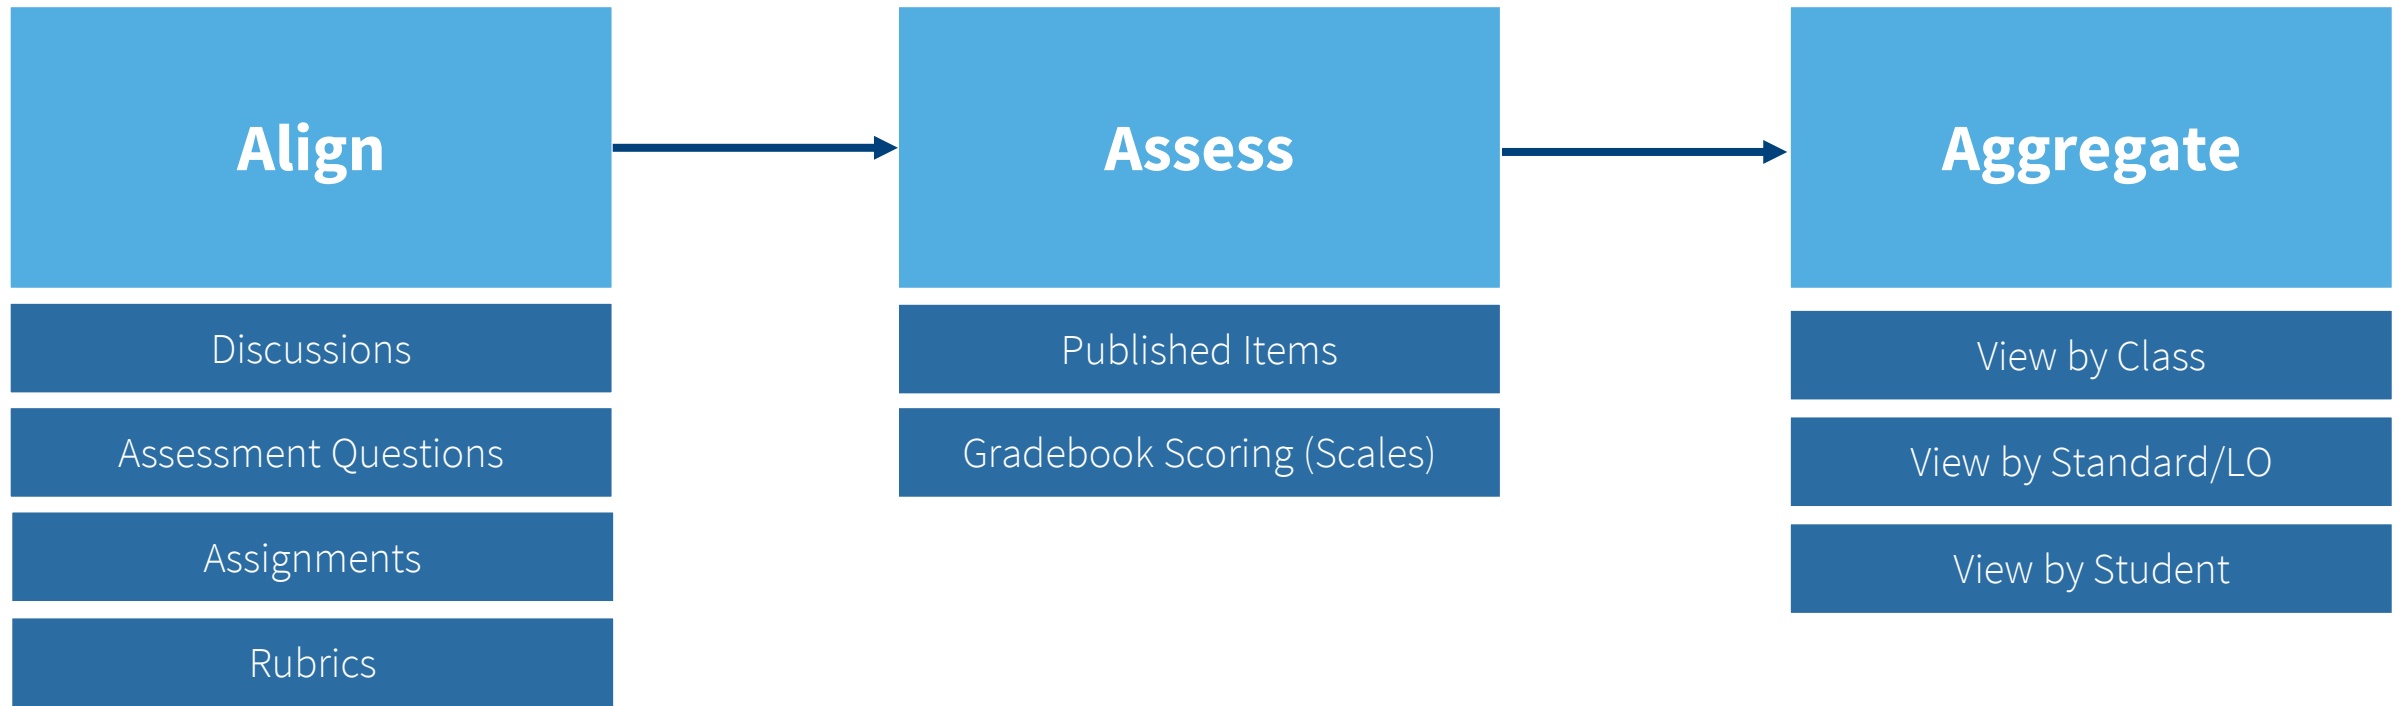 Align
Discussions
Assessment Questions
Assignments
Rubrics
Assess
Published Items
Gradebook Scoring (Scales)
Aggregate
View by Class
View by Standard/LO
View by Student